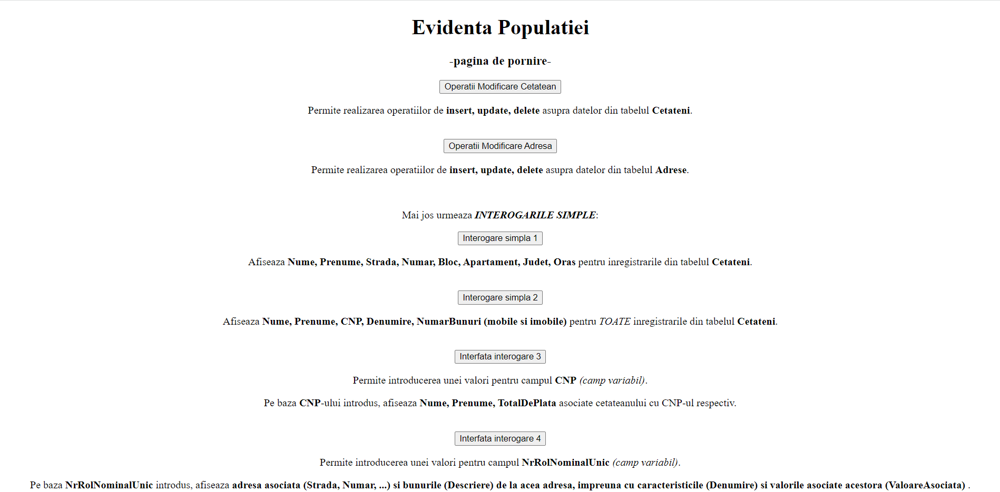 Evidenta Populatiei
-pagina de pornire-
Operatii Modificare Cetatean
Permite realizarea operatiilor de insert, update, delete asupra datelor din tabelul Cetateni.
Operatii Modificare Adresa
Permite realizarea operatiilor de insert, update, delete asupra datelor din tabelul Adrese.
Mai jos urmeaza INTEROGARILE SIMPLE:
Interogare simpla 1
Afiseaza Nume, Prenume, Strada, Numar, Bloc, Apartament, Judet, Oras pentru inregistrarile din tabelul Cetateni.
Interogare simpla 2
Afiseaza Nume, Prenume, CNP, Denumire, NumarBunuri (mobile si imobile) pentru TOATE inregistrarile din tabelul Cetateni.
Interfata interogare 3
Permite introducerea unei valori pentru campul CNP (camp variabil).
Pe baza CNP-ului introdus, afiseaza Nume, Prenume, TotalDePlata asociate cetateanului cu CNP-ul respectiv.
Interfata interogare 4
Permite introducerea unei valori pentru campul NrRolNominalUnic (camp variabil).
Pe baza NrRolNominalUnic introdus, afiseaza adresa asociata (Strada, Numar, ...) si bunurile (Descriere) de la acea adresa, impreuna cu caracteristicile (Denumire) si valorile asociate acestora (ValoareAsociata) .